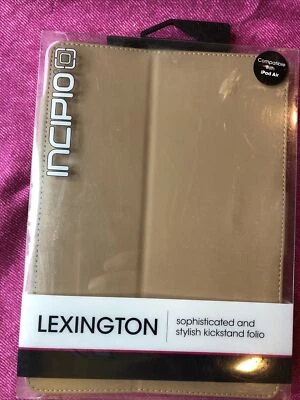 INCIPIO
Compatible
with
iPad Air
LEXINGTON
sophisticated and
stylish kickstand folio